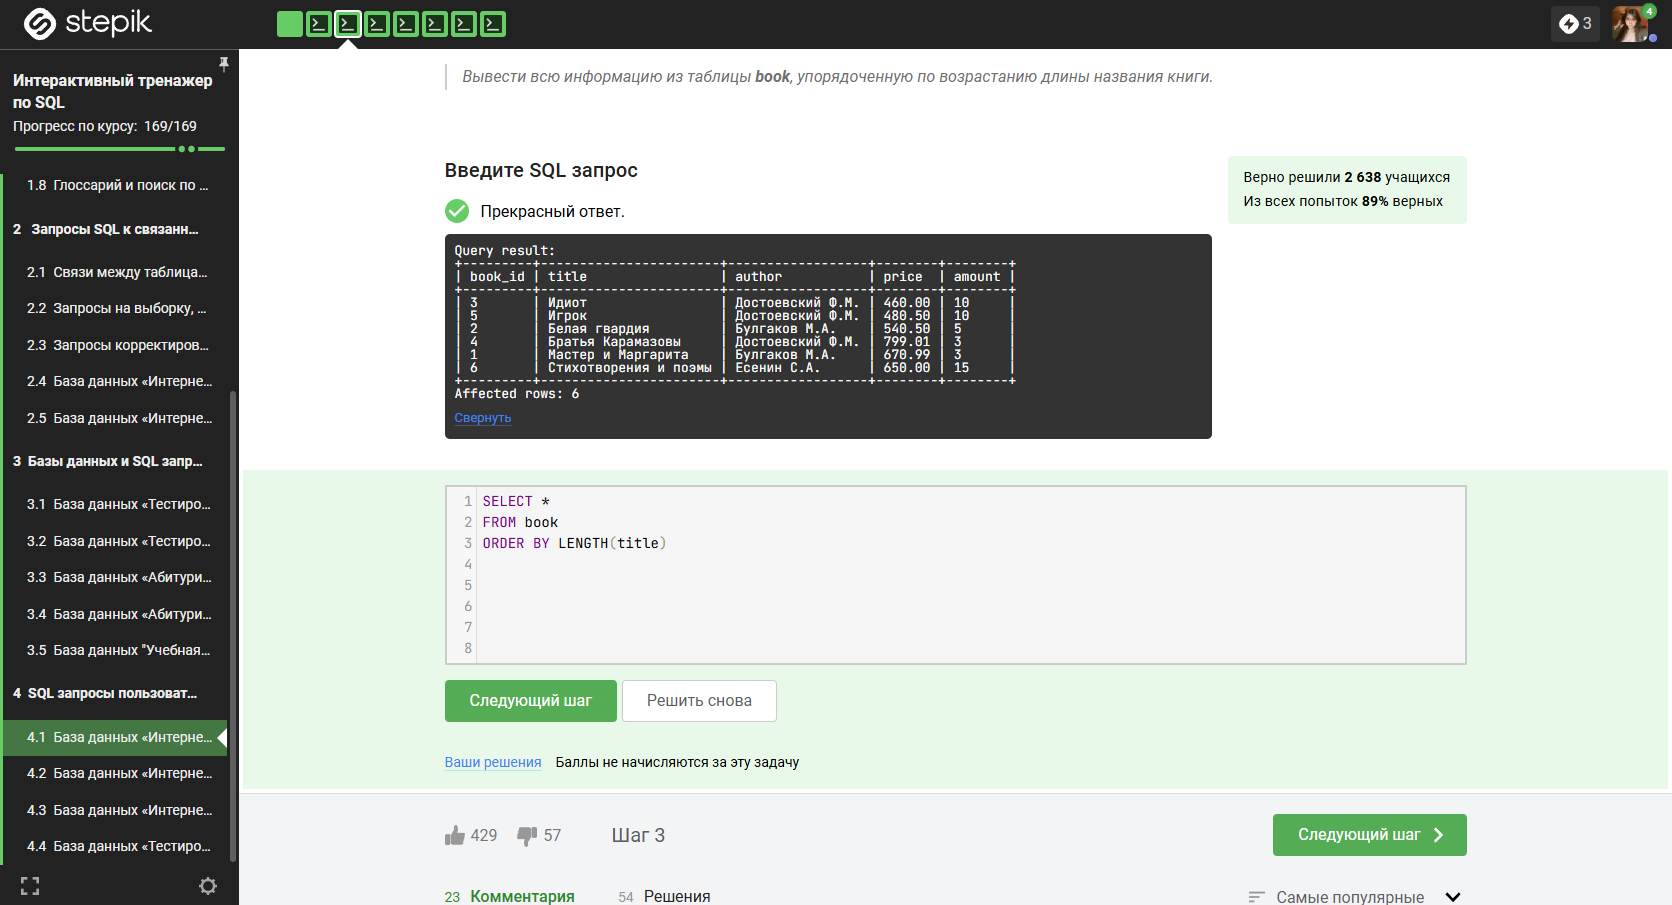 stepik
3
4
Интерактивный тренажер
по SQL
Прогресс по курсу: 169/169
1.8 Глоссарий и поиск по ...
2 Запросы SQL к связанн...
2.1 Связи между таблица...
2.2 Запросы на выборку, ...
2.3 Запросы корректиров...
2.4 База данных «Интерне...
2.5 База данных «Интерне...
3 Базы данных и SQL запр...
3.1 База данных «Тестиро...
3.2 База данных «Тестиро...
3.3 База данных «Абитури...
3.4 База данных «Абитури...
3.5 База данных "Учебная...
4 SQL запросы пользоват...
4.1 База данных «Интерне...
4.2 База данных «Интерне...
4.3 База данных «Интерне...
4.4 База данных «Тестиро...
Вывести всю информацию из таблицы book, упорядоченную по возрастанию длины названия книги.
Введите SQL запрос
Прекрасный ответ.
Верно решили 2 638 учащихся
Из всех попыток 89% верных
Query result:
+---------+-----------------------+------------------+--------+--------+
| book_id | title | author | price | amount |
+---------+-----------------------+------------------+--------+--------+
| 3 | Идиот | Достоевский Ф.М. | 460.00 | 10 |
| 5 | Игрок | Достоевский Ф.М. | 480.50 | 10 |
| 2 | Белая гвардия | Булгаков М.А. | 540.50 | 5 |
| 4 | Братья Карамазовы | Достоевский Ф.М. | 799.01 | 3 |
| 1 | Мастер и Маргарита | Булгаков М.А. | 670.99 | 3 |
| 6 | Стихотворения и поэмы | Есенин С.А. | 650.00 | 15 |
+---------+-----------------------+------------------+--------+--------+
Affected rows: 6
Свернуть
1 SELECT *
2 FROM book
3 ORDER BY LENGTH(title)
4
5
6
7
8
Следующий шаг Решить снова
Ваши решения Баллы не начисляются за эту задачу
429 57 Шаг 3 Следующий шаг
23 Комментария 54 Решения Самые популярные